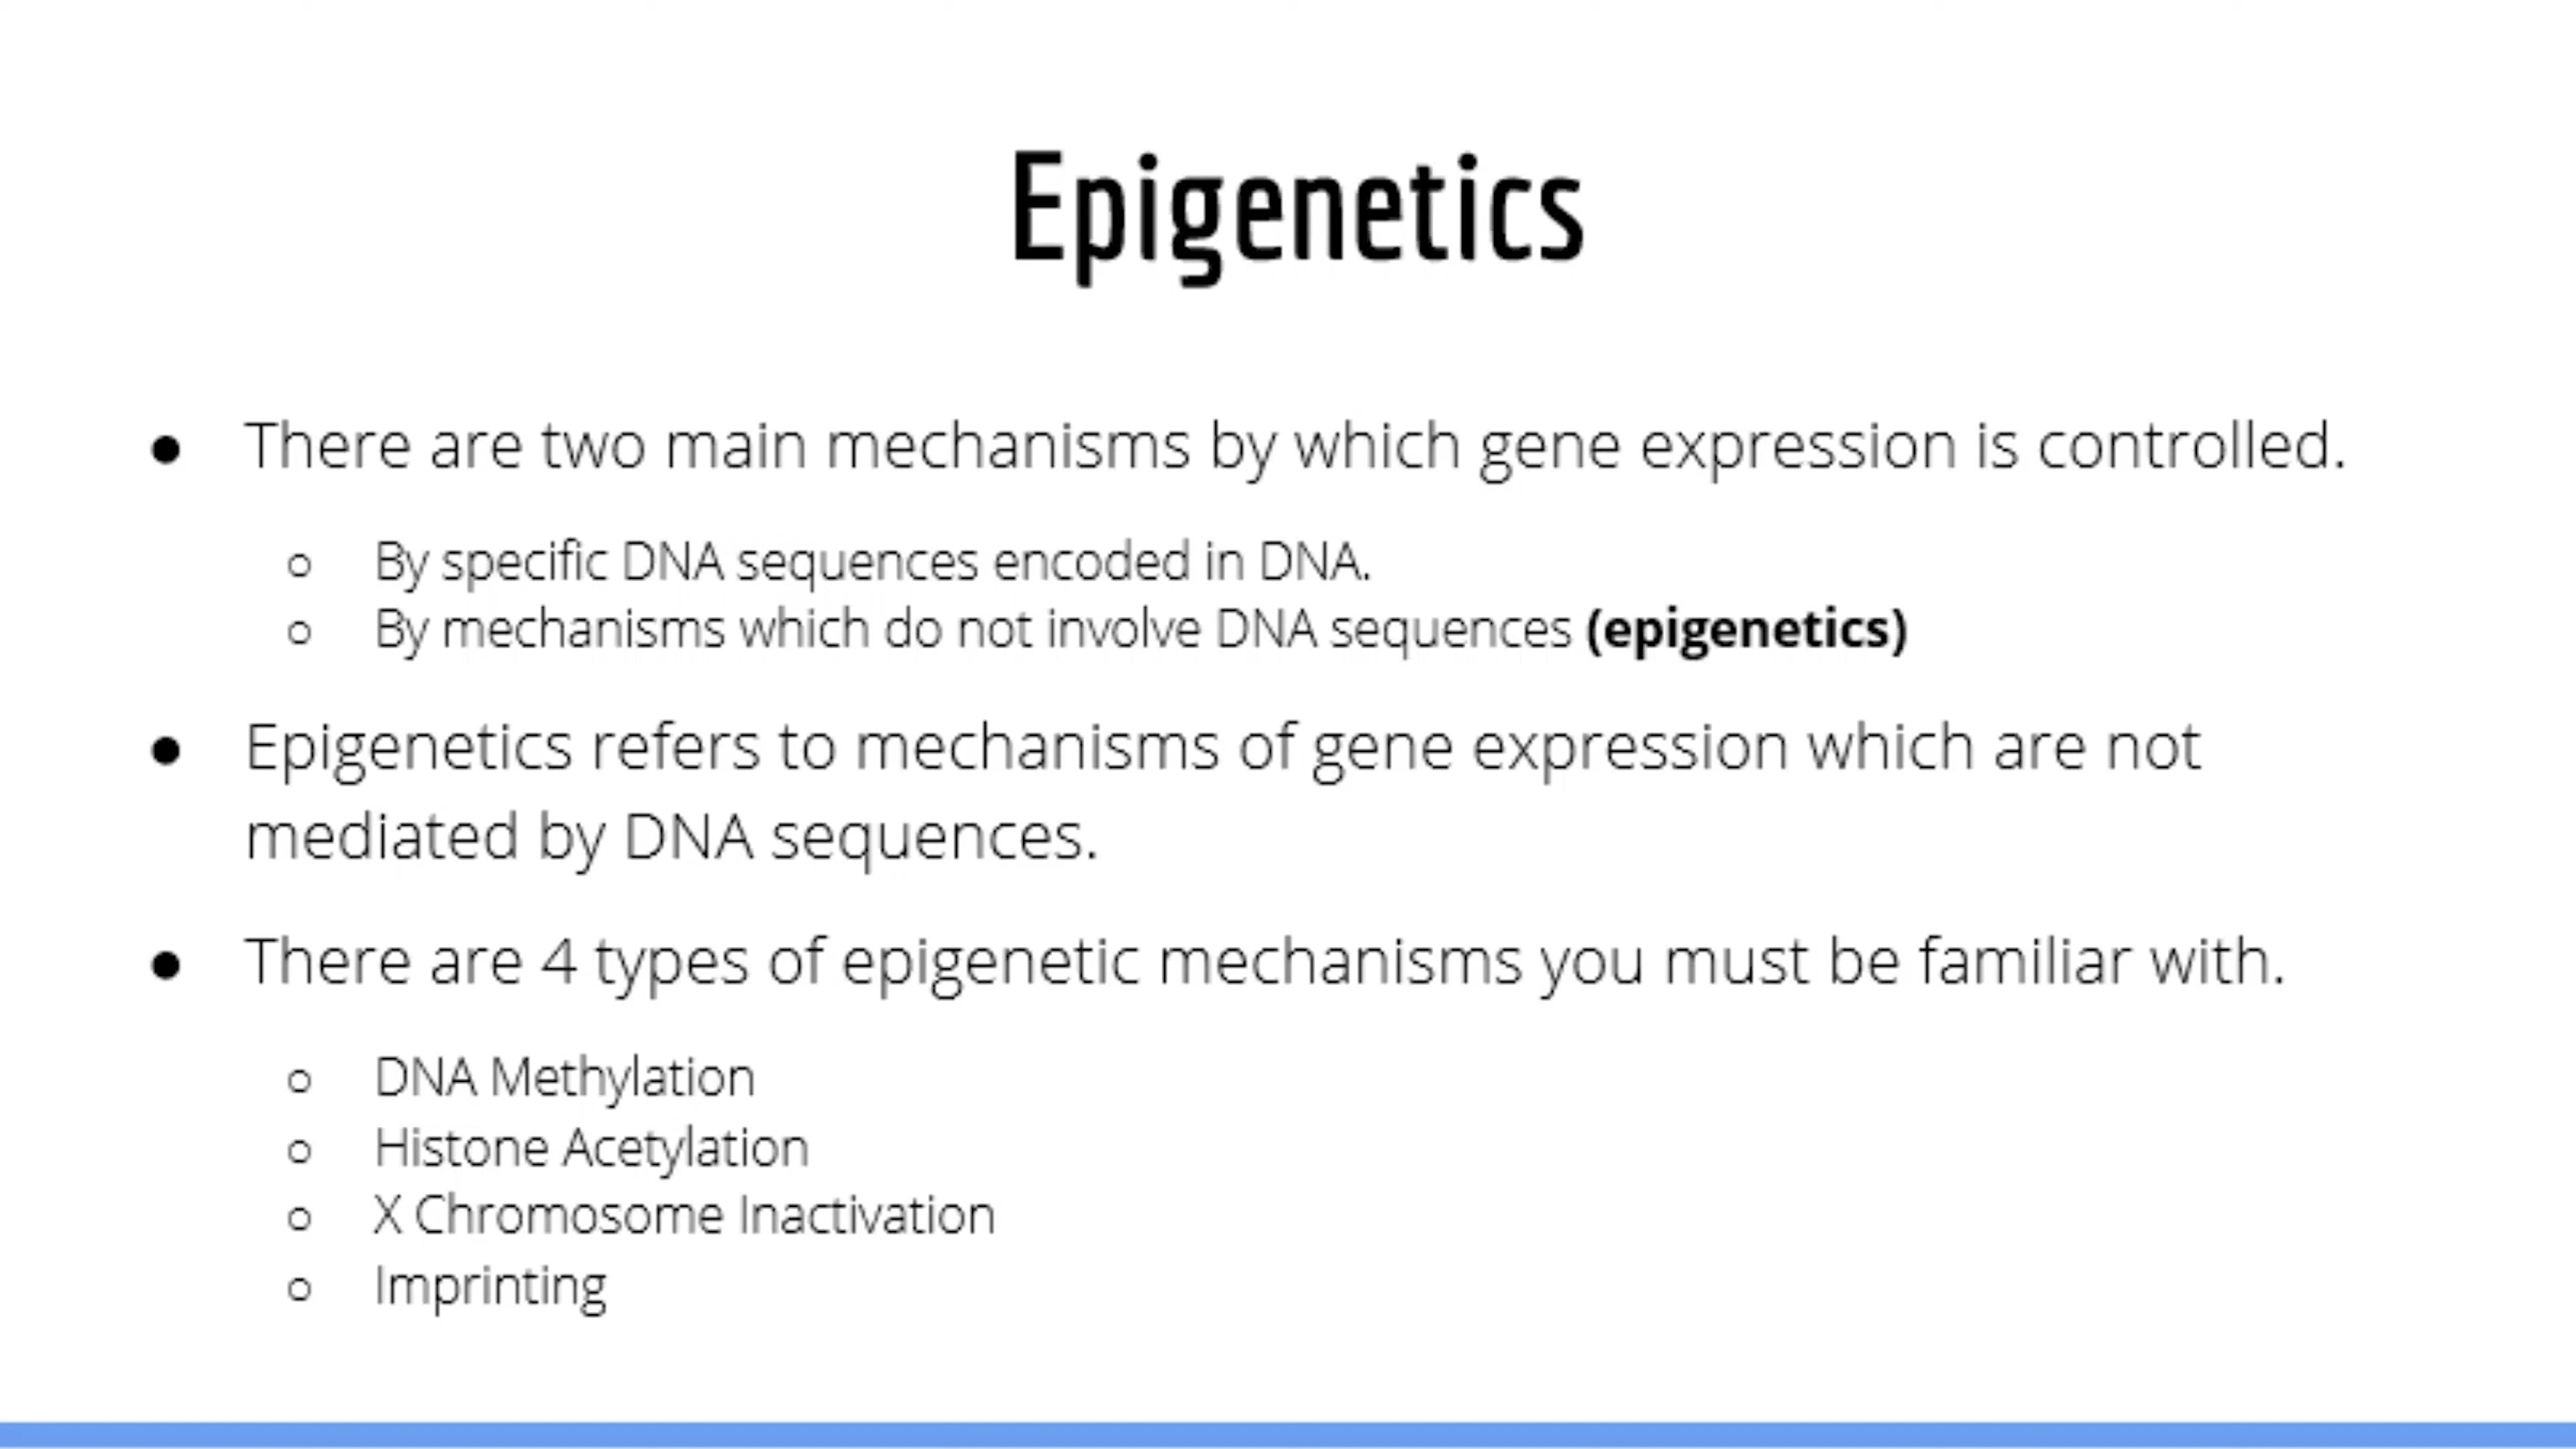 Epigenetics
● There are two main mechanisms by which gene expression is controlled.
○ By specific DNA sequences encoded in DNA.
○ By mechanisms which do not involve DNA sequences (epigenetics)
● Epigenetics refers to mechanisms of gene expression which are not
mediated by DNA sequences.
● There are 4 types of epigenetic mechanisms you must be familiar with.
○ DNA Methylation
○ Histone Acetylation
○ X Chromosome Inactivation
○ Imprinting